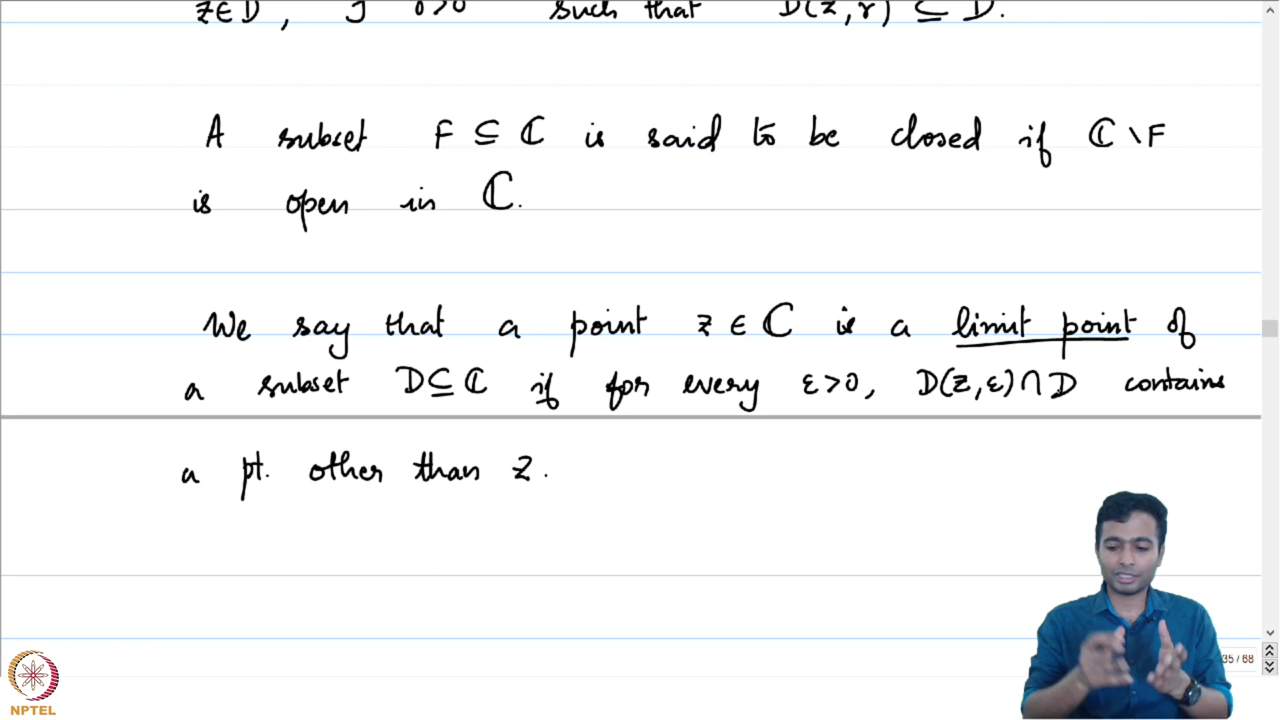 z ∈ D, ∃ r>0 such that D(z,r) ⊆ D.
A subset F ⊆ ℂ is said to be closed if ℂ \ F
is open in ℂ.
We say that a point z ∈ ℂ is a limit point of
a subset D ⊆ ℂ if for every ε>0, D(z,ε) ∩ D contains
a pt. other than z.
35 / 68
NPTEL